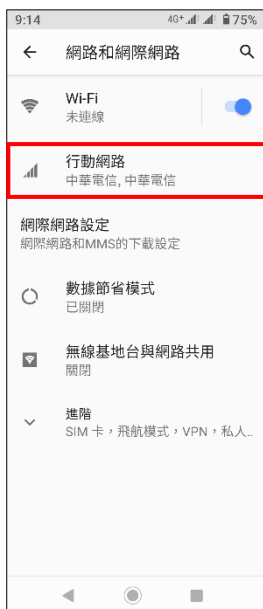 9:14 4G+ 75%
網路和網際網路
Wi-Fi
未連線
行動網路
中華電信, 中華電信
網際網路設定
網際網路和MMS的下載設定
數據節省模式
已關閉
無線基地台與網路共用
關閉
進階
SIM 卡，飛航模式，VPN，私人..